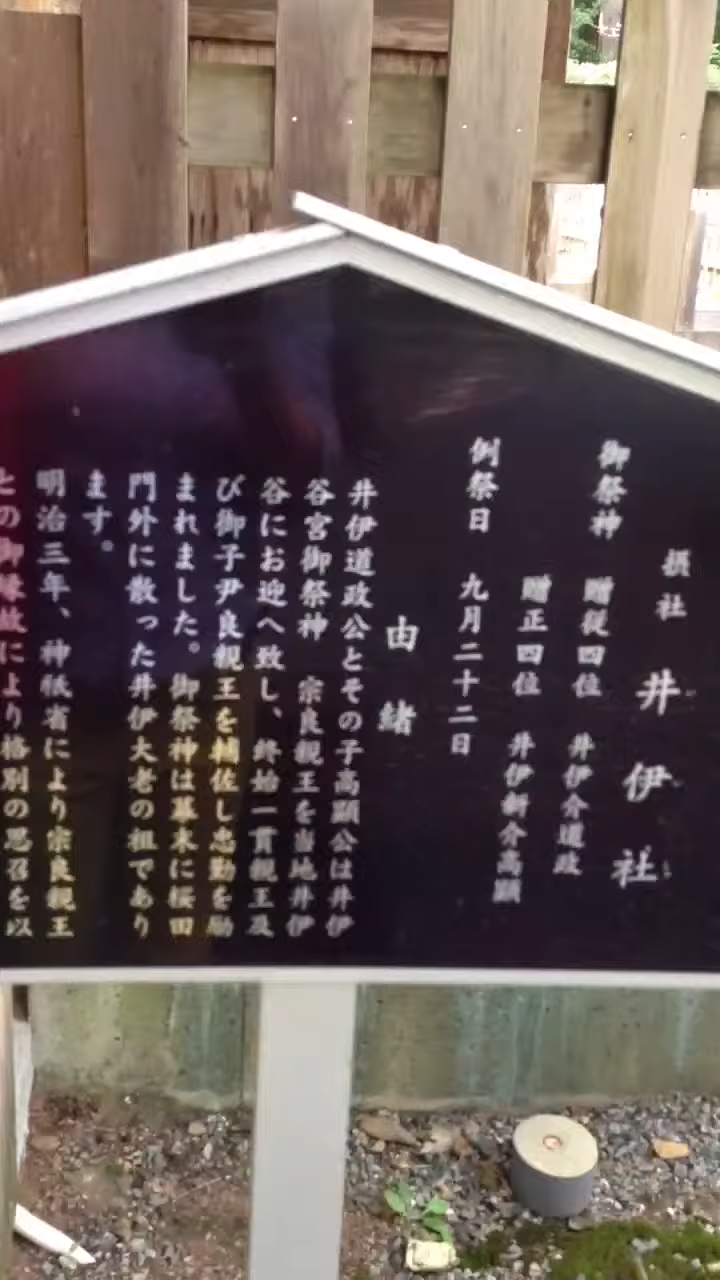 摂社 井伊社
御祭神 贈従四位 井伊介道政
贈正四位 井伊新介高顕
例祭日 九月二十二日
由緒
井伊道政公とその子高顕公は井伊
谷宮御祭神 宗良親王を当地井伊
谷にお迎へ致し、終始一貫親王及
び御子尹良親王を輔佐し忠勤を励
まれました。御祭神は幕末に桜田
門外に散った井伊大老の祖であり
ます。
明治三年、神祇省により宗良親王
との御縁故により格別の思召を以